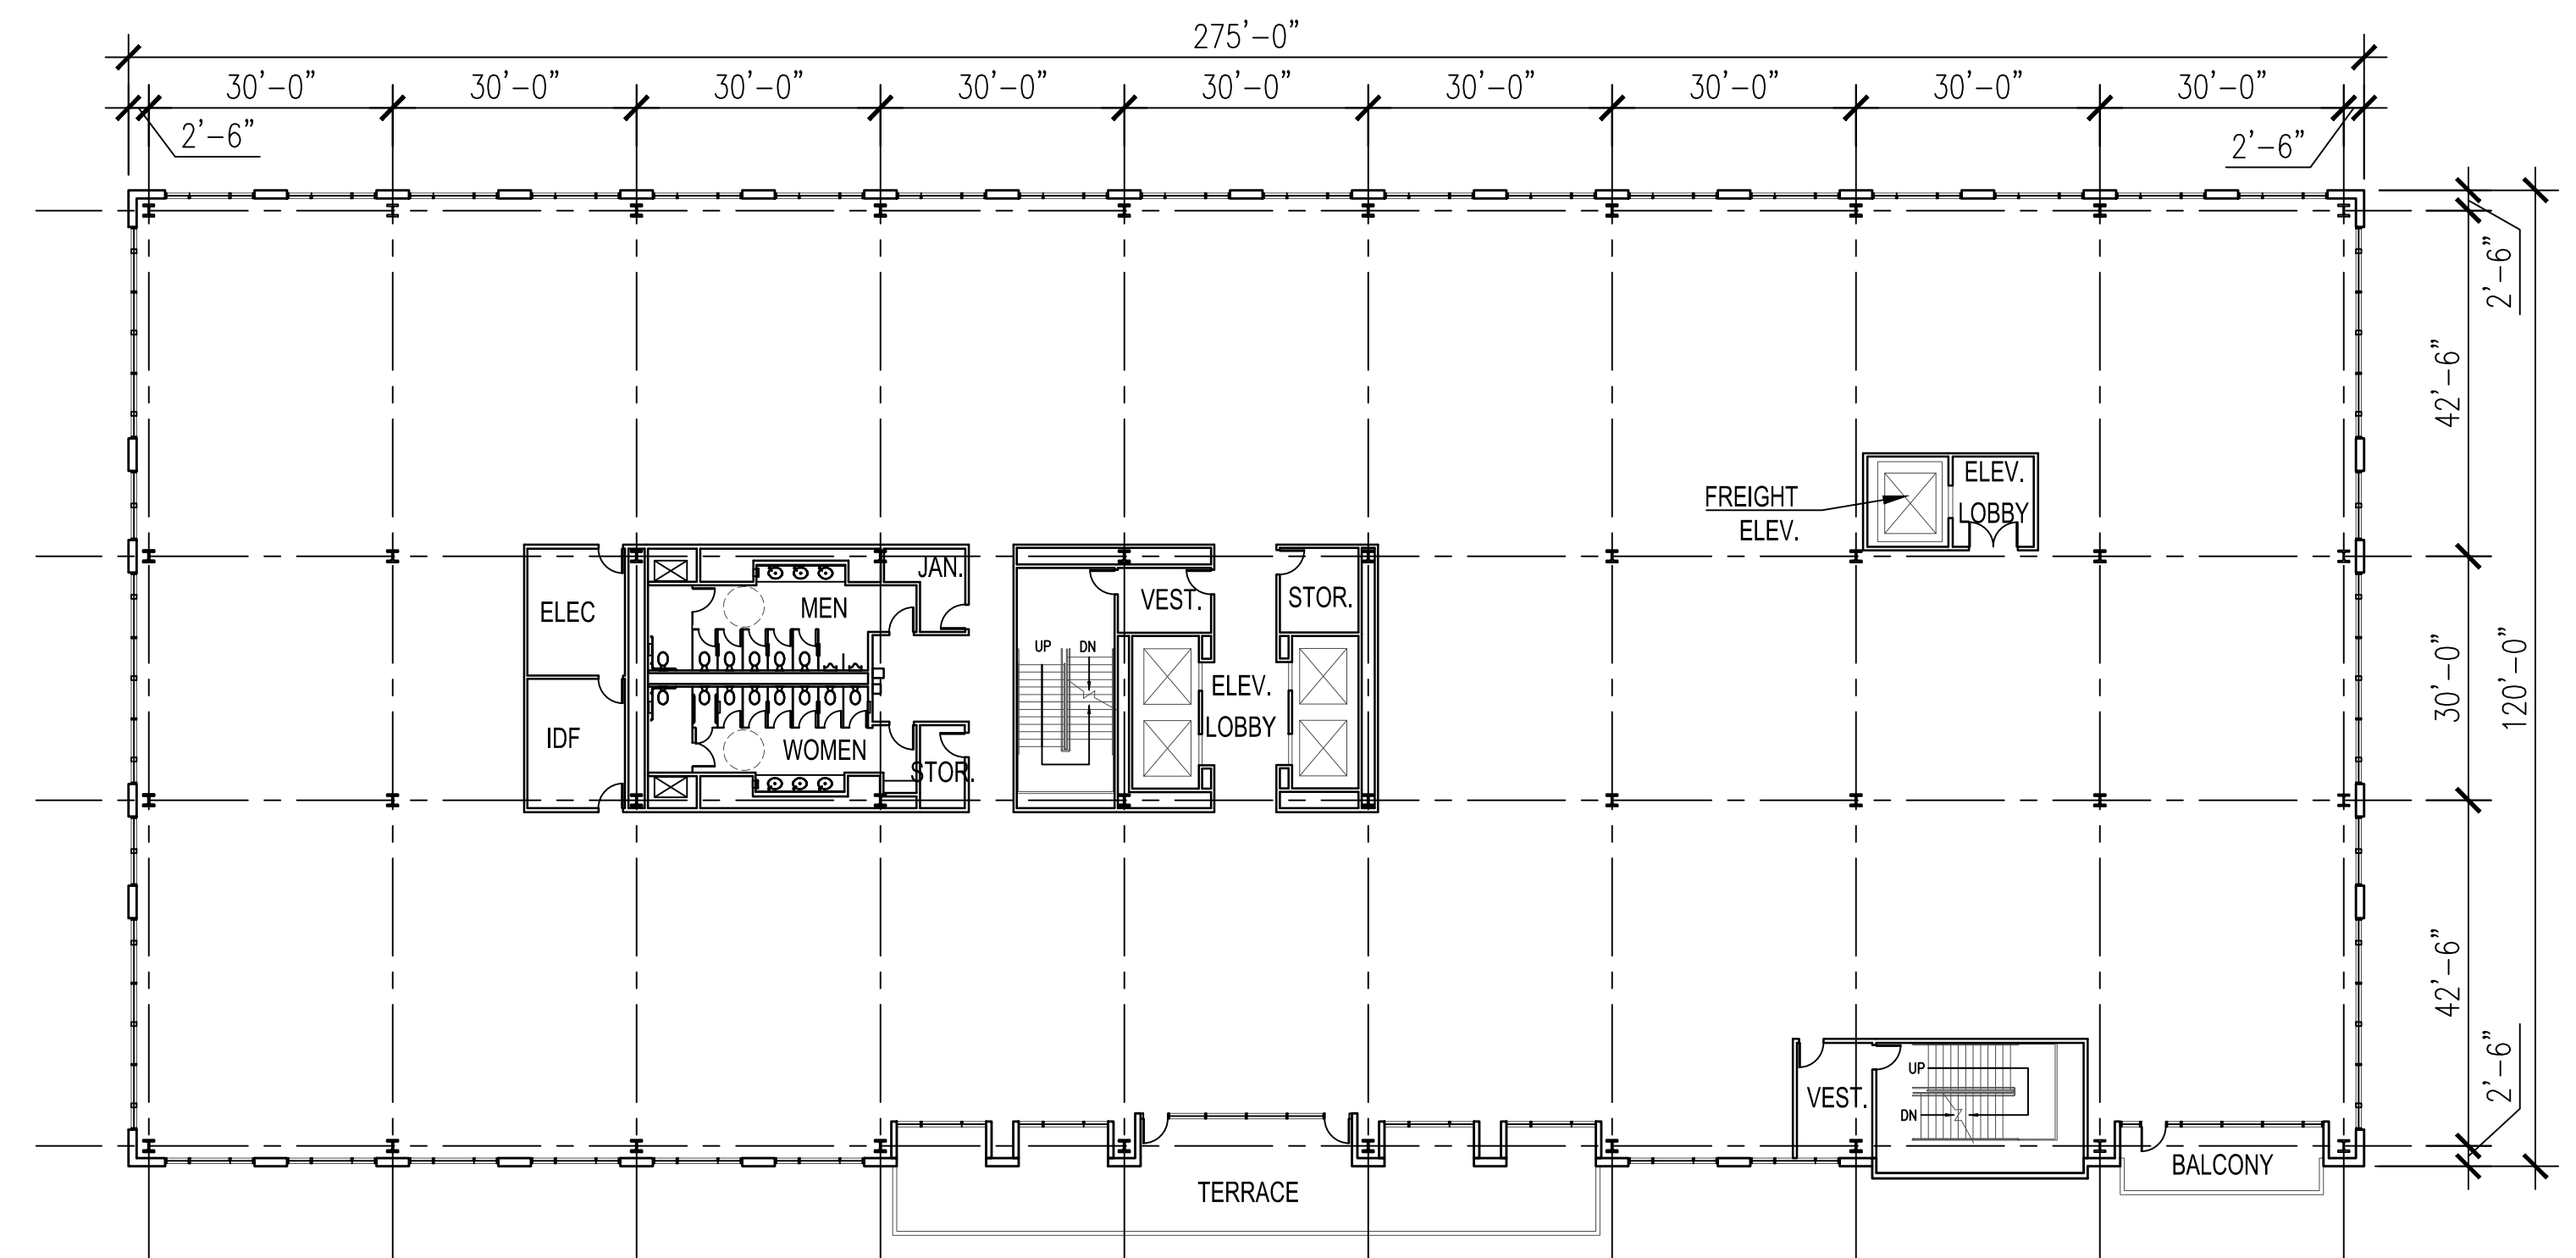 275'-0"
30'-0"
30'-0"
30'-0"
30'-0"
30'-0"
30'-0"
30'-0"
30'-0"
30'-0"
2'-6"
2'-6"
2'-6"
42'-6"
30'-0"
120'-0"
42'-6"
2'-6"
FREIGHT
ELEV.
ELEV.
LOBBY
ELEC
IDF
MEN
JAN.
WOMEN
STOR.
UP
DN
VEST.
STOR.
ELEV.
LOBBY
VEST.
UP
DN
TERRACE
BALCONY